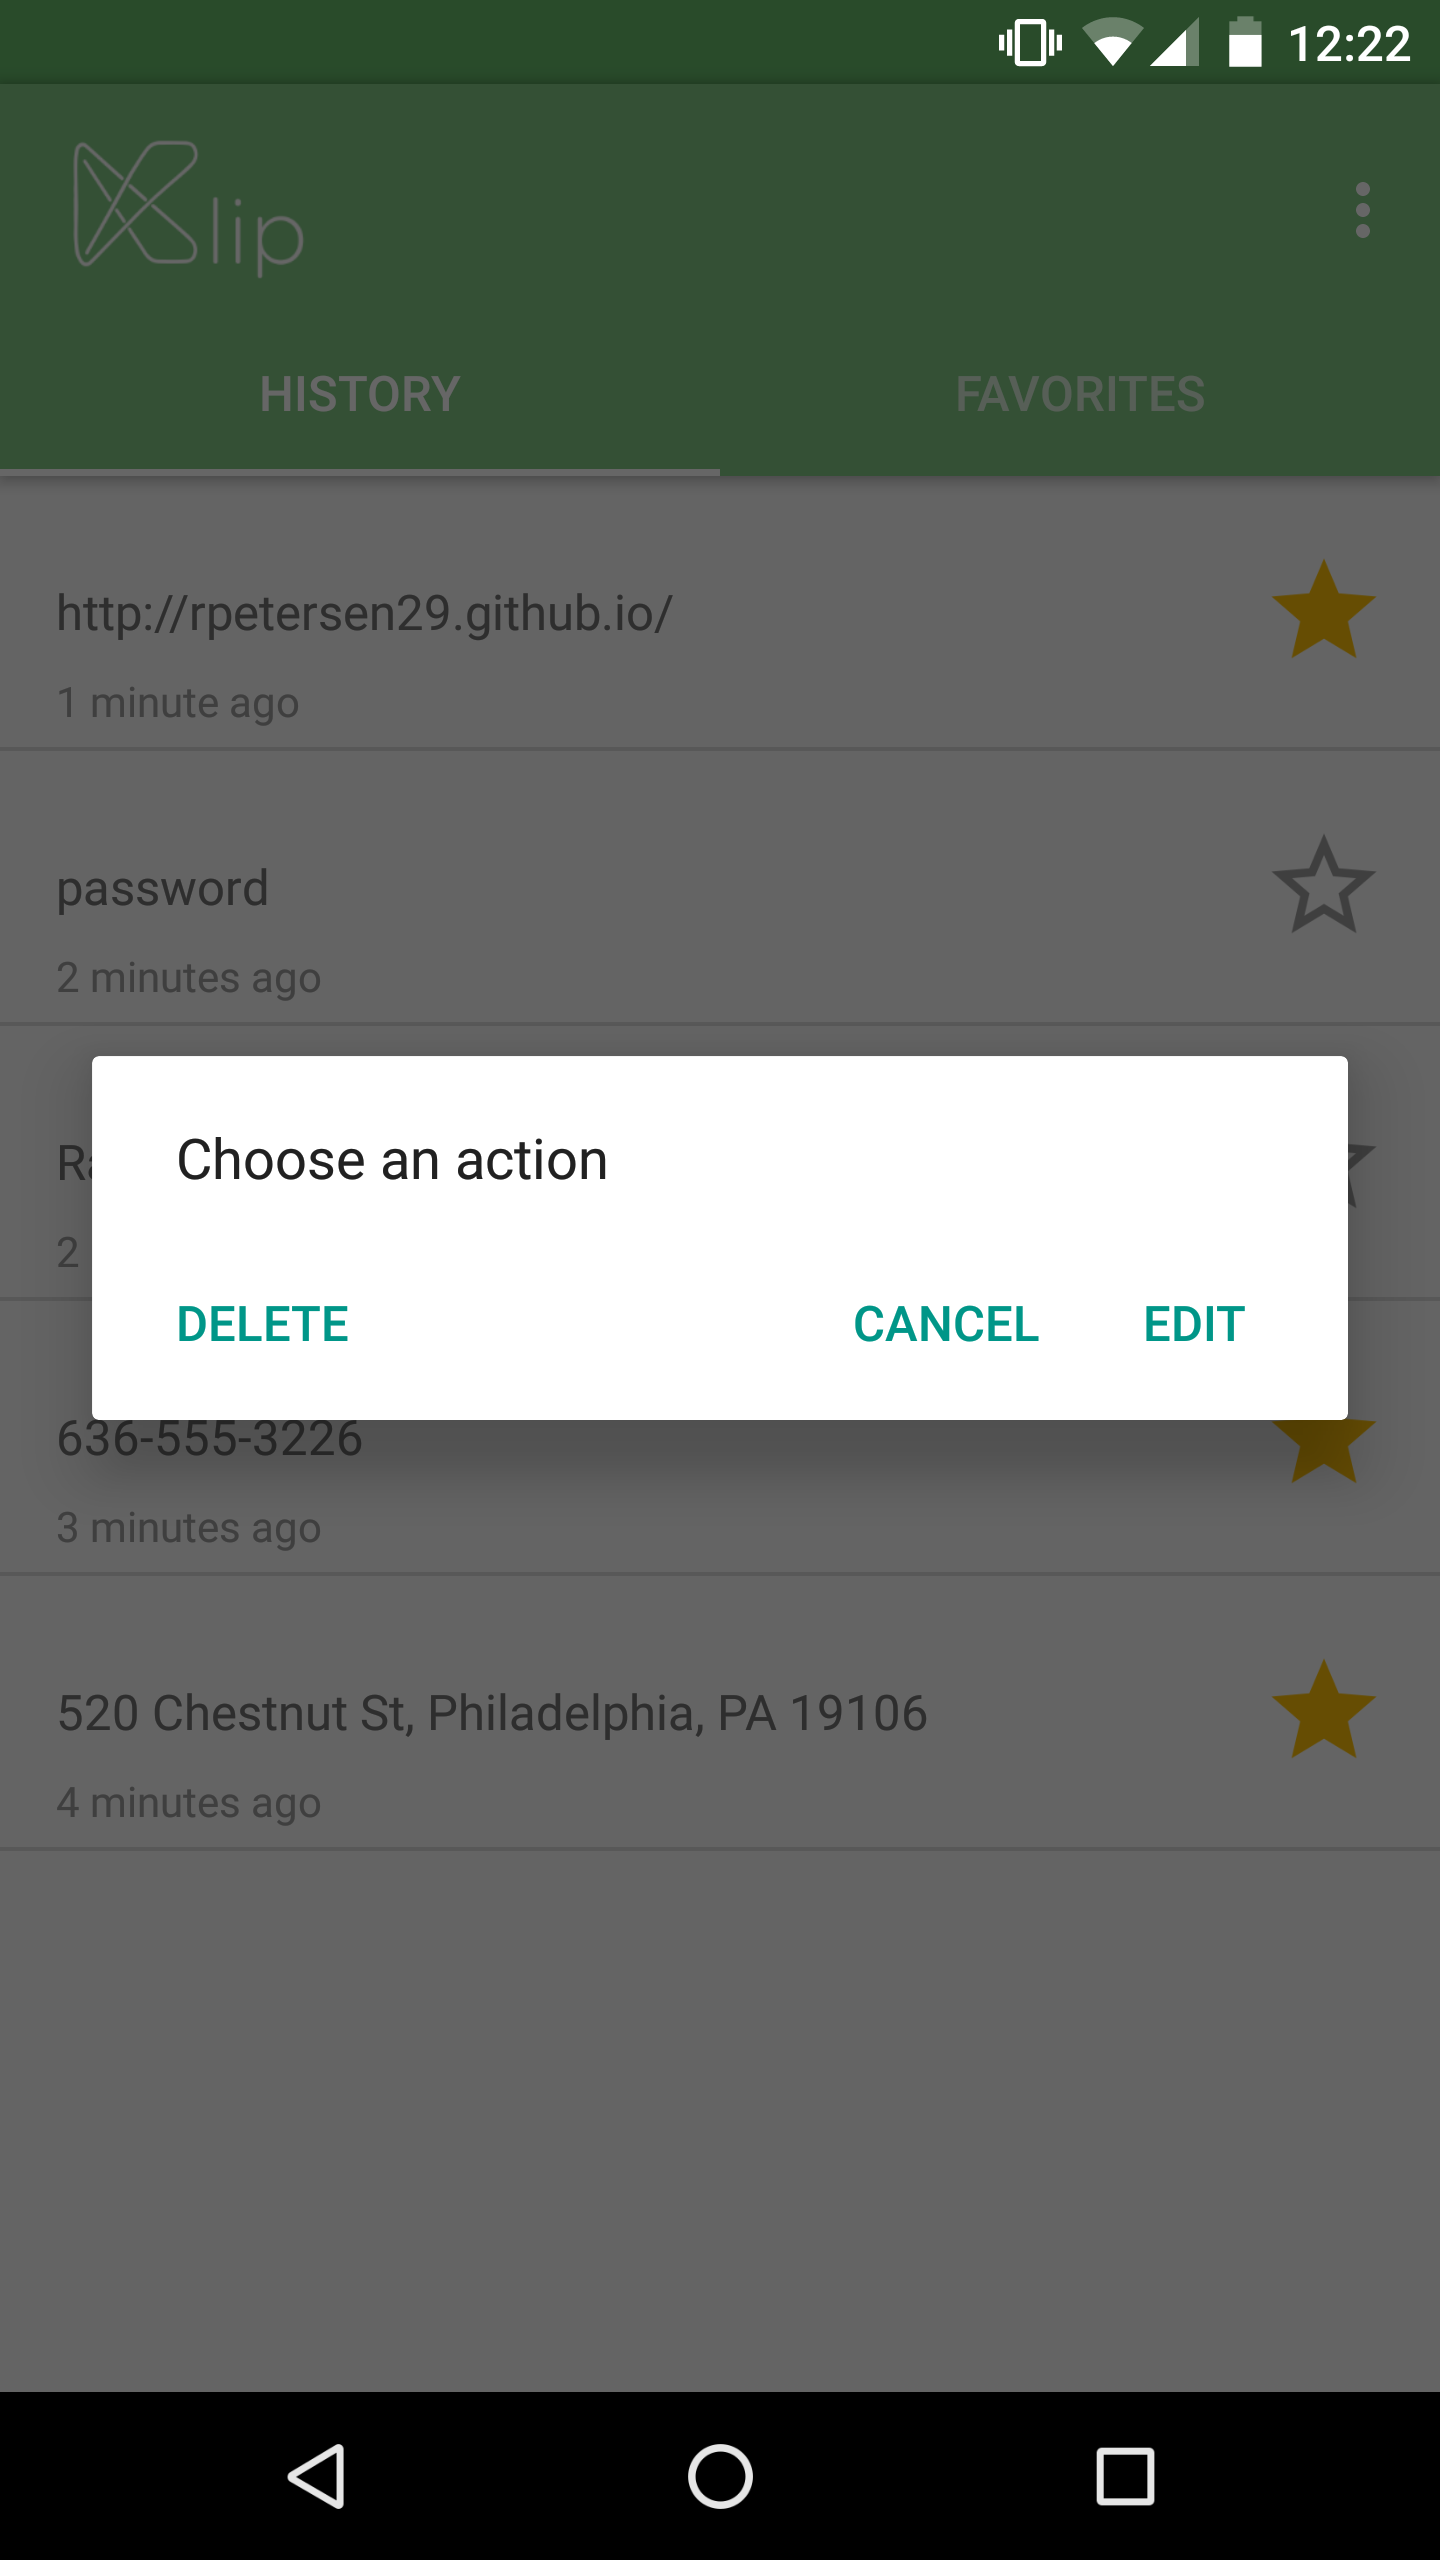 12:22
Klip
HISTORY
FAVORITES
http://rpetersen29.github.io/
1 minute ago
password
2 minutes ago
Choose an action
2
DELETE
CANCEL
EDIT
636-555-3226
3 minutes ago
520 Chestnut St, Philadelphia, PA 19106
4 minutes ago